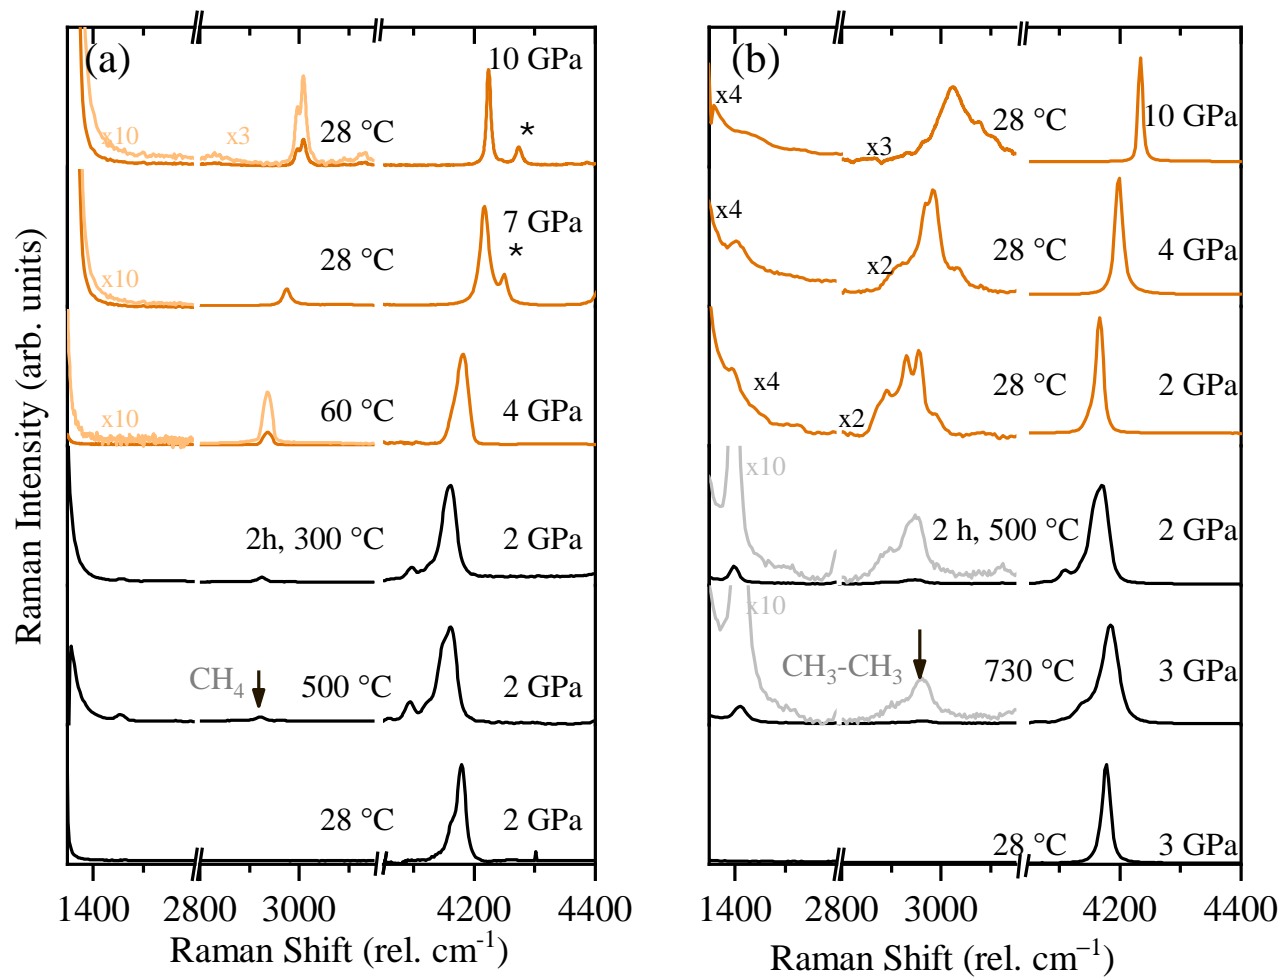 (a)
10 GPa
x10
x3
28 °C
*
7 GPa
28 °C
*
x10
x10
60 °C
4 GPa
2h, 300 °C
2 GPa
CH₄
500 °C
2 GPa
28 °C
2 GPa
1400 2800 3000 4200 4400
Raman Shift (rel. cm⁻¹)
Raman Intensity (arb. units)
(b)
x4
x3
28 °C
10 GPa
x4
x2
28 °C
4 GPa
x4
x2
28 °C
2 GPa
x10
2 h, 500 °C
2 GPa
x10
CH₃-CH₃
730 °C
3 GPa
28 °C
3 GPa
1400 2800 3000 4200 4400
Raman Shift (rel. cm⁻¹)